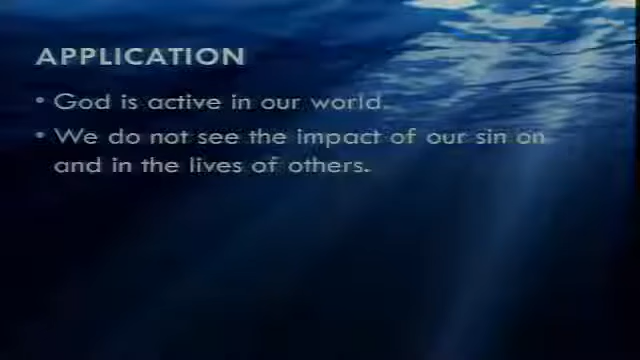 APPLICATION
• God is active in our world.
• We do not see the impact of our sin on
and in the lives of others.